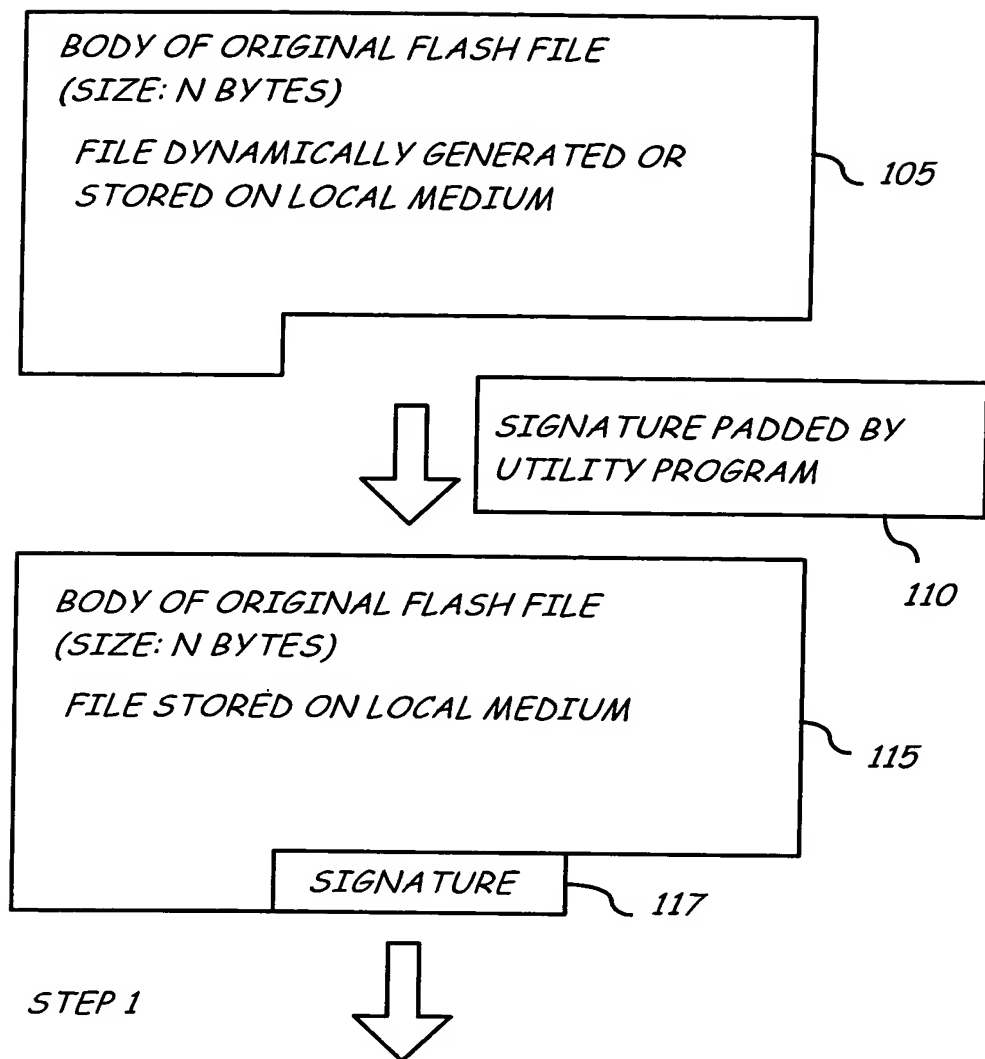 BODY OF ORIGINAL FLASH FILE
(SIZE: N BYTES)
FILE DYNAMICALLY GENERATED OR
STORED ON LOCAL MEDIUM
105
SIGNATURE PADDED BY
UTILITY PROGRAM
110
BODY OF ORIGINAL FLASH FILE
(SIZE: N BYTES)
FILE STORED ON LOCAL MEDIUM
115
SIGNATURE
117
STEP 1